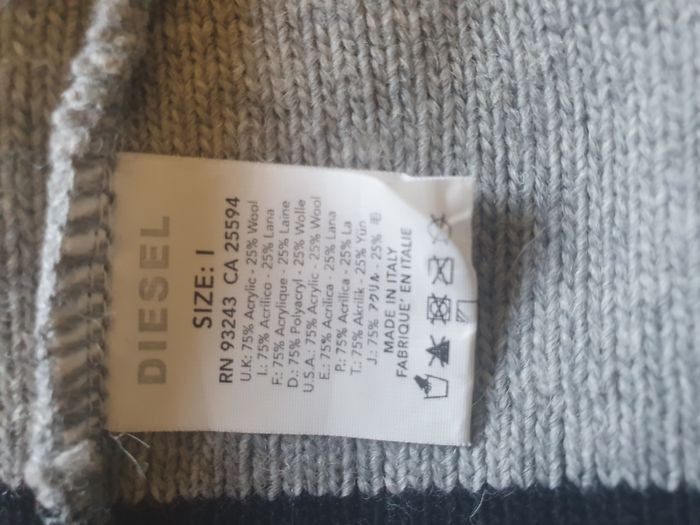 DIESEL
SIZE: I
RN 93243 CA 25594
U.K: 75% Acrylic - 25% Wool
I.: 75% Acrilico - 25% Lana
F.: 75% Acrylique - 25% Laine
D.: 75% Polyacryl - 25% Wolle
U.S.A.: 75% Acrylic - 25% Wool
E.: 75% Acrilica - 25% Lana
P.: 75% Acrilica - 25% La
T.: 75% Akrilik - 25% Yun
J.: 75% アクリル - 25% 毛
MADE IN ITALY
FABRIQUE' EN ITALIE